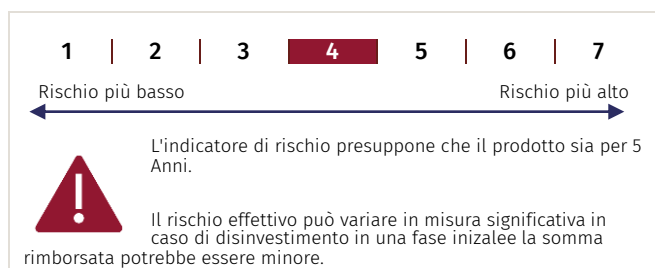 1 | 2 | 3 | 4 | 5 | 6 | 7
Rischio più basso Rischio più alto
L'indicatore di rischio presuppone che il prodotto sia per 5
Anni.
Il rischio effettivo può variare in misura significativa in
caso di disinvestimento in una fase inizalee la somma
rimborsata potrebbe essere minore.